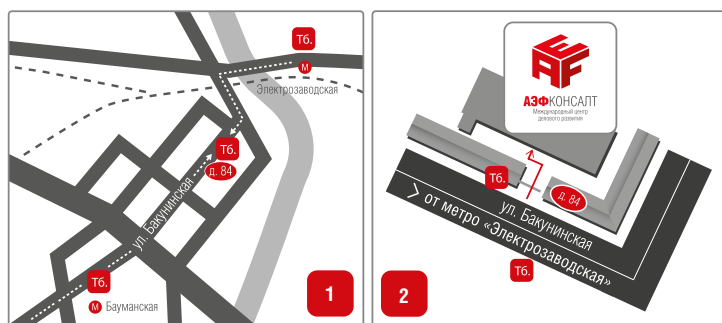 Тб.
М
Электрозаводская
Тб.
д. 84
ул. Бакунинская
Тб.
М Бауманская
1
АЭФКОНСАЛТ
Международный центр
делового развития
Тб.
д. 84
ул. Бакунинская
от метро «Электрозаводская»
Тб.
2